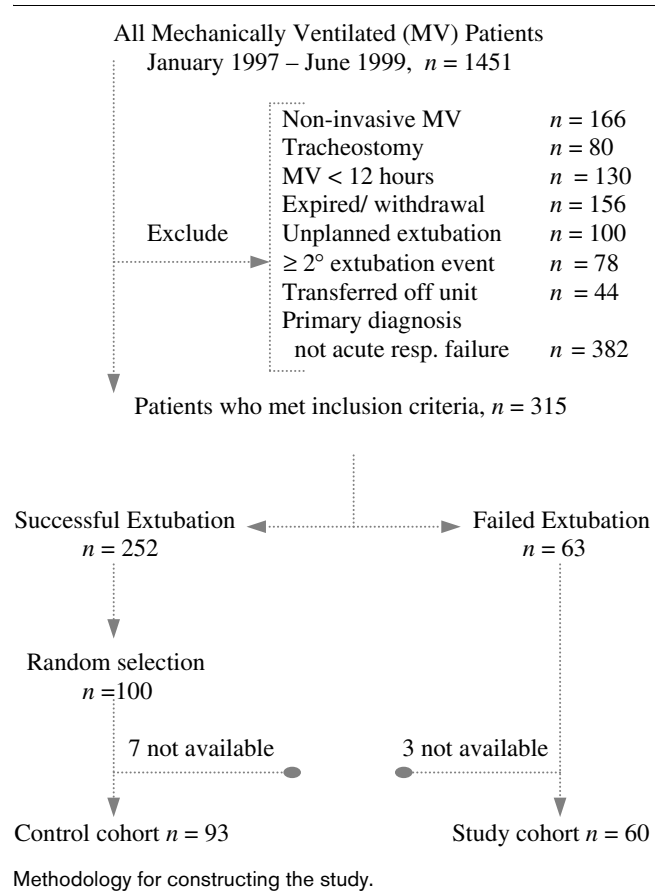 All Mechanically Ventilated (MV) Patients
January 1997 – June 1999, n = 1451
Non-invasive MV n = 166
Tracheostomy n = 80
MV < 12 hours n = 130
Expired/ withdrawal n = 156
Exclude
Unplanned extubation n = 100
≥ 2° extubation event n = 78
Transferred off unit n = 44
Primary diagnosis
not acute resp. failure n = 382
Patients who met inclusion criteria, n = 315
Successful Extubation
n = 252
Failed Extubation
n = 63
Random selection
n =100
7 not available
3 not available
Control cohort n = 93
Study cohort n = 60
Methodology for constructing the study.